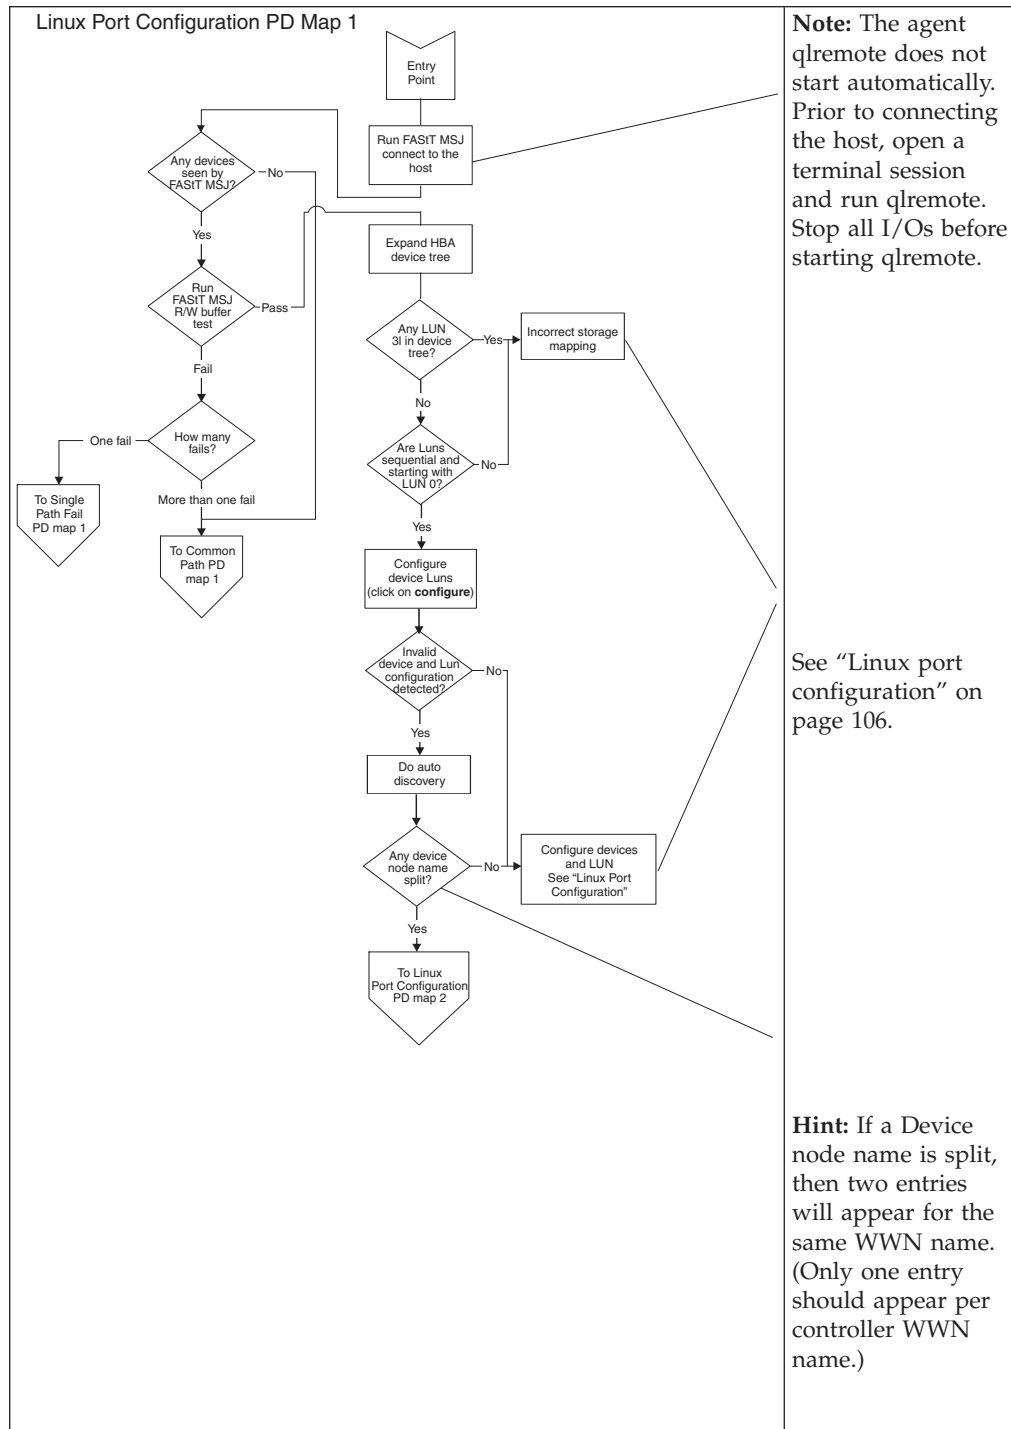 Linux Port Configuration PD Map 1
Entry
Point
Run FAStT MSJ
connect to the
host
Any devices
seen by
FAStT MSJ?
No
Yes
Run
FAStT MSJ
R/W buffer
test
Pass
Fail
How many
fails?
One fail
More than one fail
To Single
Path Fail
PD map 1
To Common
Path PD
map 1
Expand HBA
device tree
Any LUN
3l in device
tree?
Yes
Incorrect storage
mapping
No
Are Luns
sequential and
starting with
LUN 0?
No
Yes
Configure
device Luns
(click on configure)
Invalid
device and Lun
configuration
detected?
No
Yes
Do auto
discovery
Any device
node name
split?
No
Configure devices
and LUN
See “Linux Port
Configuration”
Yes
To Linux
Port Configuration
PD map 2
Note: The agent
qlremote does not
start automatically.
Prior to connecting
the host, open a
terminal session
and run qlremote.
Stop all I/Os before
starting qlremote.
See “Linux port
configuration” on
page 106.
Hint: If a Device
node name is split,
then two entries
will appear for the
same WWN name.
(Only one entry
should appear per
controller WWN
name.)